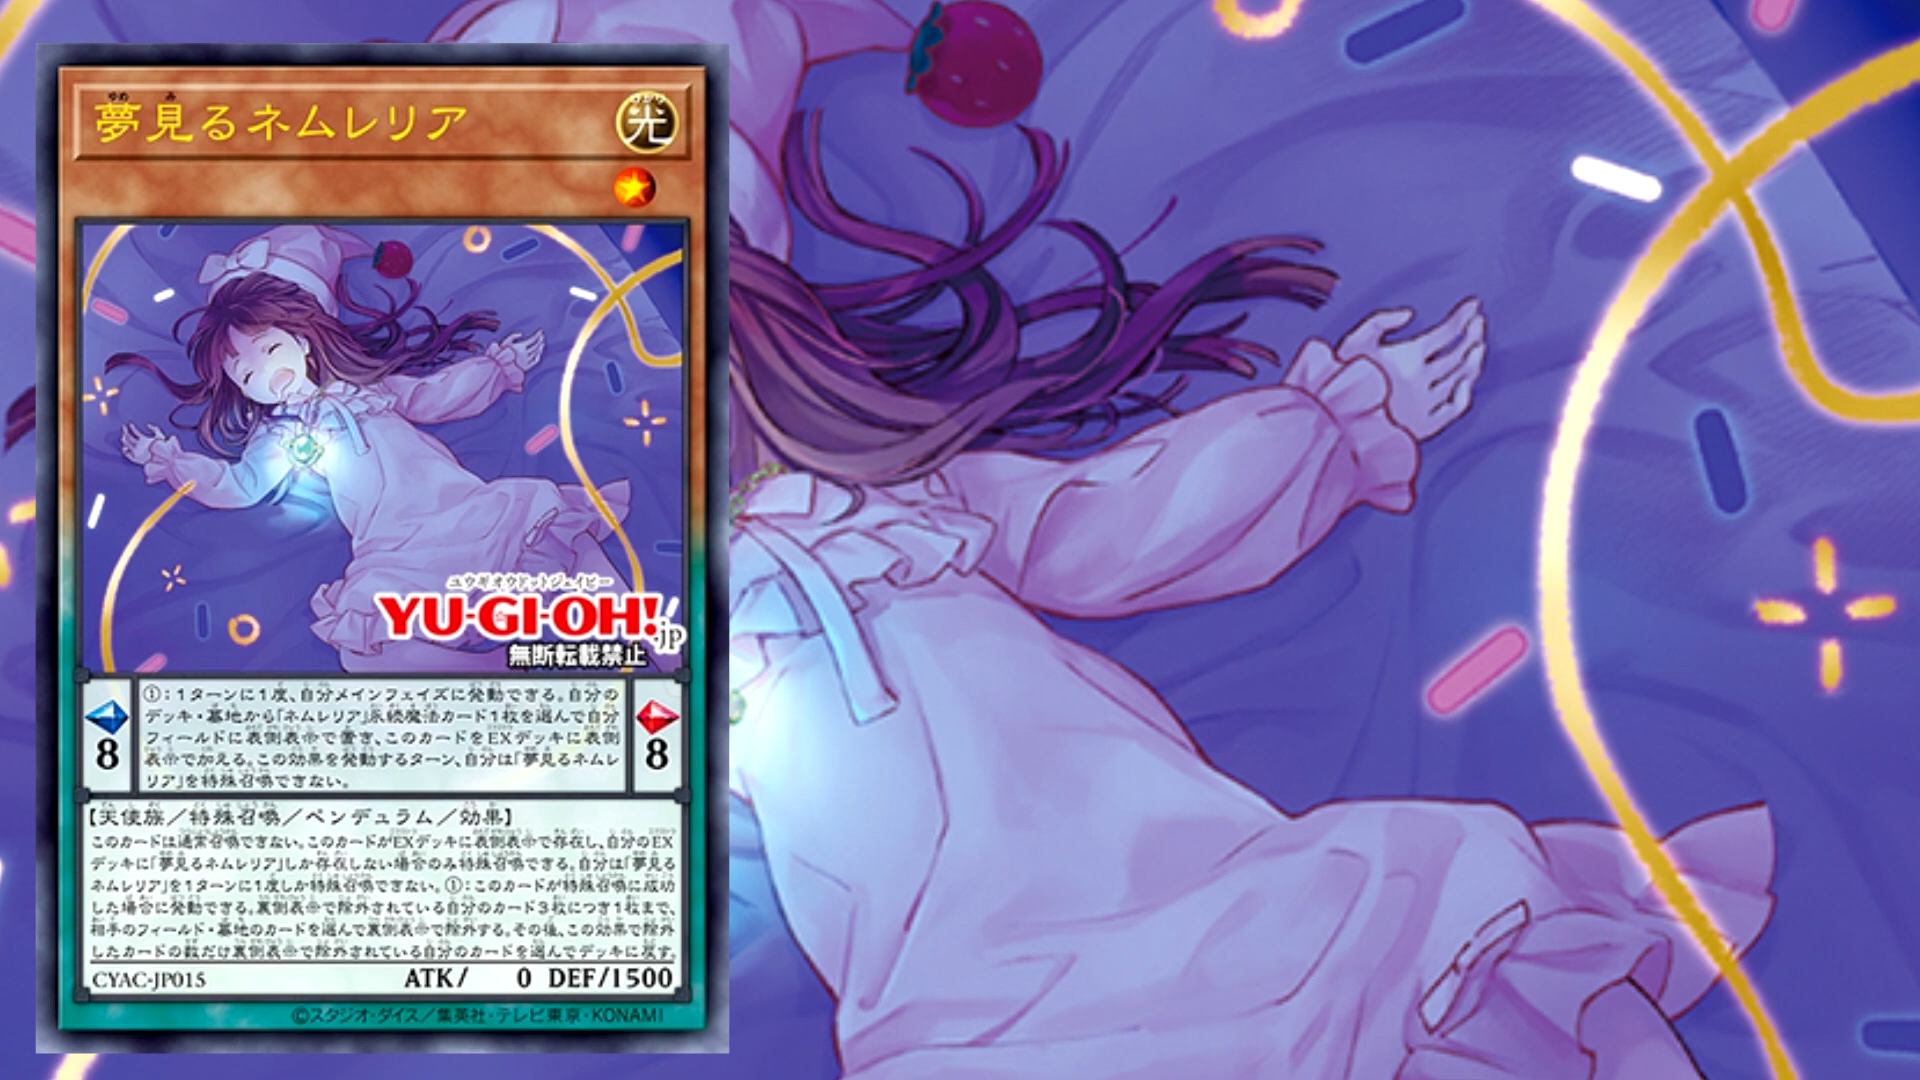 夢見るネムレリア
光
ユウギオウドットジェイピー
YU-GI-OH!.jp
無断転載禁止
①：1ターンに1度、自分メインフェイズに発動できる。自分の
デッキ・墓地から「ネムレリア」永続魔法カード1枚を選んで自分
フィールドに表側表示で置き、このカードをEXデッキに表側
表示で加える。この効果を発動するターン、自分は「夢見るネムレ
リア」を特殊召喚できない。
8
8
【天使族／特殊召喚／ペンデュラム／効果】
このカードは通常召喚できない。このカードがEXデッキに表側表示で存在し、自分のEX
デッキに「夢見るネムレリア」しか存在しない場合のみ特殊召喚できる。自分は「夢見る
ネムレリア」を1ターンに1度しか特殊召喚できない。①：このカードが特殊召喚に成功
した場合に発動できる。裏側表示で除外されている自分のカード3枚につき1枚まで、
相手のフィールド・墓地のカードを選んで裏側表示で除外する。その後、この効果で除外
したカードの数だけ裏側表示で除外されている自分のカードを選んでデッキに戻す。
CYAC-JP015 ATK/ 0 DEF/1500
©スタジオ・ダイス／集英社・テレビ東京・KONAMI